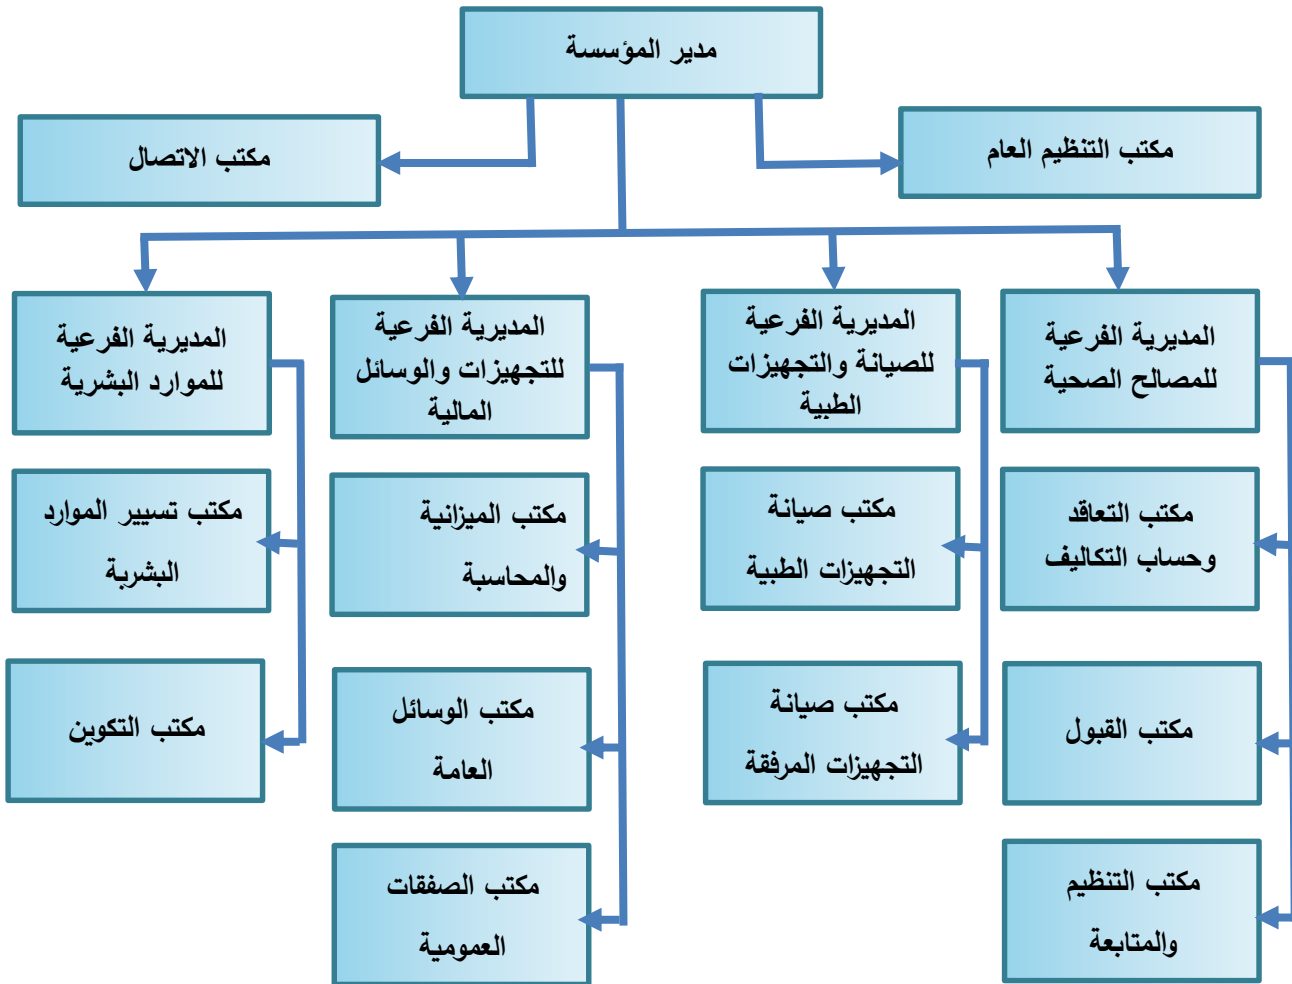 مدير المؤسسة
مكتب التنظيم العام
مكتب الاتصال
المديرية الفرعية
للمصالح الصحية
المديرية الفرعية
للصيانة والتجهيزات
الطبية
المديرية الفرعية
للتجهيزات والوسائل
المالية
المديرية الفرعية
للموارد البشرية
مكتب التعاقد
وحساب التكاليف
مكتب صيانة
التجهيزات الطبية
مكتب الميزانية
والمحاسبة
مكتب تسيير الموارد
البشرية
مكتب القبول
مكتب صيانة
التجهيزات المرفقة
مكتب الوسائل
العامة
مكتب التكوين
مكتب التنظيم
والمتابعة
مكتب الصفقات
العمومية